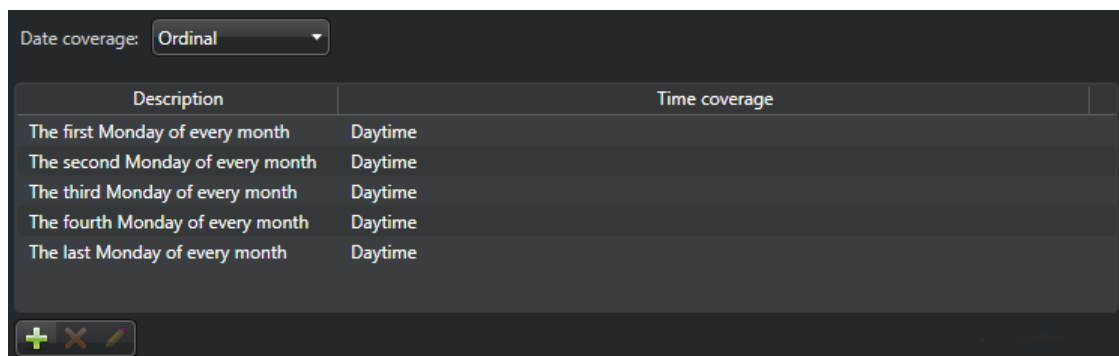 Date coverage: Ordinal
Description Time coverage
The first Monday of every month Daytime
The second Monday of every month Daytime
The third Monday of every month Daytime
The fourth Monday of every month Daytime
The last Monday of every month Daytime